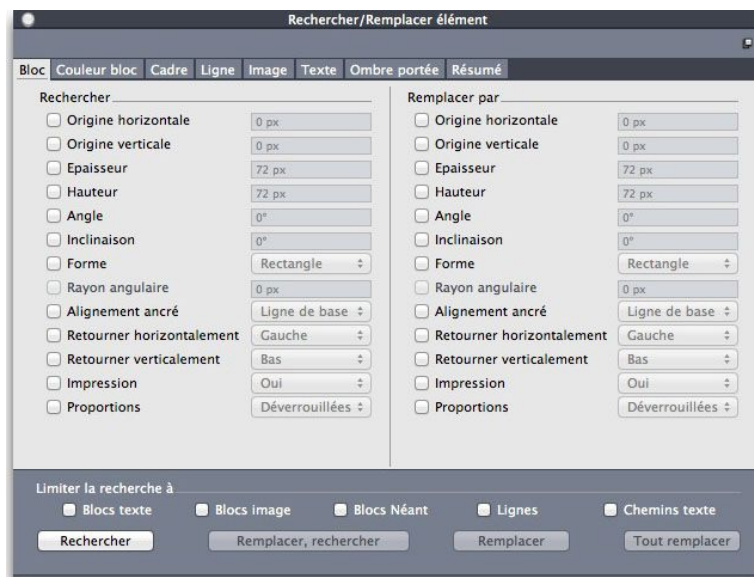 Rechercher/Remplacer élément
Bloc Couleur bloc Cadre Ligne Image Texte Ombre portée Résumé
Rechercher
Origine horizontale 0 px
Origine verticale 0 px
Epaisseur 72 px
Hauteur 72 px
Angle 0°
Inclinaison 0°
Forme Rectangle
Rayon angulaire 0 px
Alignement ancré Ligne de base
Retourner horizontalement Gauche
Retourner verticalement Bas
Impression Oui
Proportions Déverrouillées
Remplacer par
Origine horizontale 0 px
Origine verticale 0 px
Epaisseur 72 px
Hauteur 72 px
Angle 0°
Inclinaison 0°
Forme Rectangle
Rayon angulaire 0 px
Alignement ancré Ligne de base
Retourner horizontalement Gauche
Retourner verticalement Bas
Impression Oui
Proportions Déverrouillées
Limiter la recherche à
Blocs texte Blocs image Blocs Néant Lignes Chemins texte
Rechercher Remplacer, rechercher Remplacer Tout remplacer